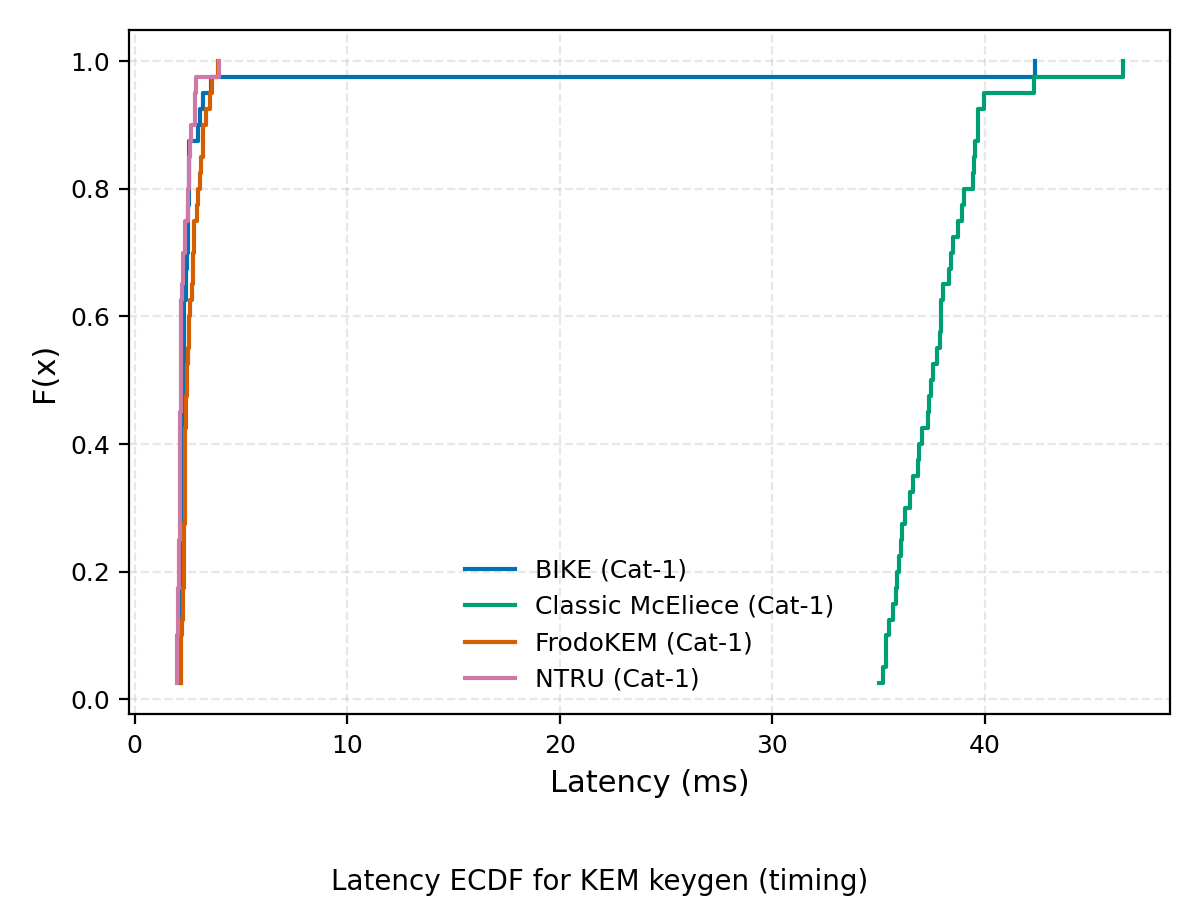 1.0
0.8
0.6
0.4
0.2
0.0
F(x)
BIKE (Cat-1)
Classic McEliece (Cat-1)
FrodoKEM (Cat-1)
NTRU (Cat-1)
0 10 20 30 40
Latency (ms)
Latency ECDF for KEM keygen (timing)